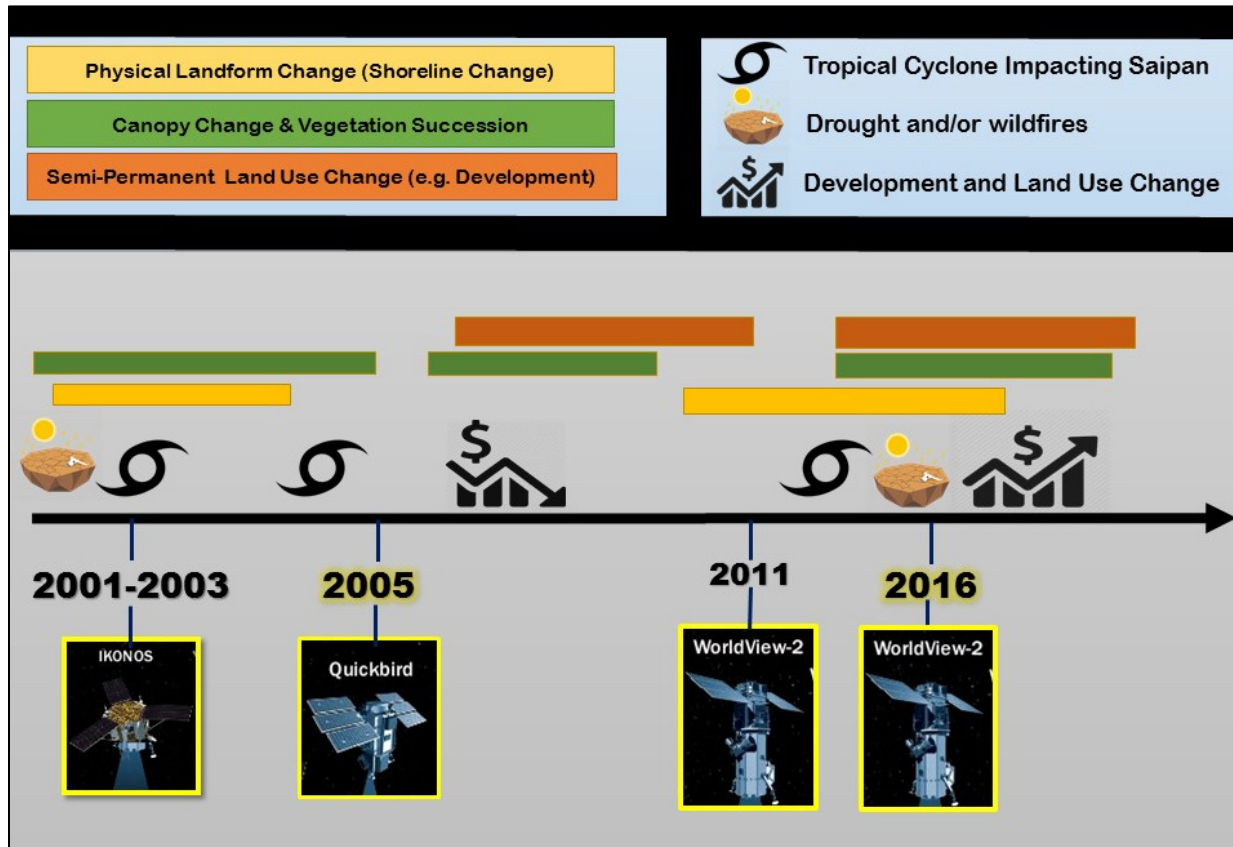 Physical Landform Change (Shoreline Change)
Canopy Change & Vegetation Succession
Semi-Permanent Land Use Change (e.g. Development)
Tropical Cyclone Impacting Saipan
Drought and/or wildfires
$
Development and Land Use Change
$
$
2001-2003
2005
2011
2016
IKONOS
Quickbird
WorldView-2
WorldView-2